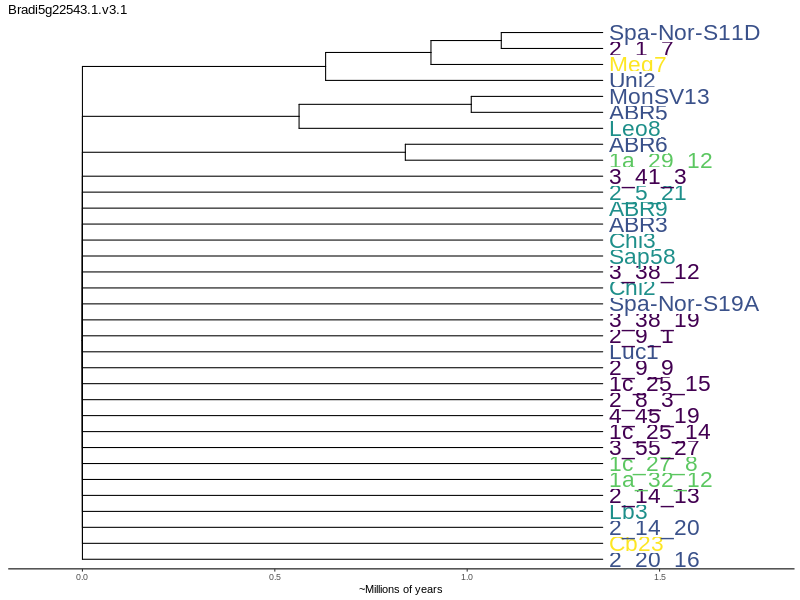 Bradi5g22543.1.v3.1
Spa-Nor-S11D
2_1_7
Meg7
Uni2
MonSV13
ABR5
Leo8
ABR6
1a_29_12
3_41_3
2_5_21
ABR9
ABR3
Chi3
Sap58
3_38_12
Chi2
Spa-Nor-S19A
3_38_19
2_9_1
Luc1
2_9_9
1c_25_15
2_8_3
4_45_19
1c_25_14
3_55_27
1c_27_8
1a_32_12
2_14_13
Lb3
2_14_20
Cb23
2_20_16
0.0 0.5 1.0 1.5
~Millions of years